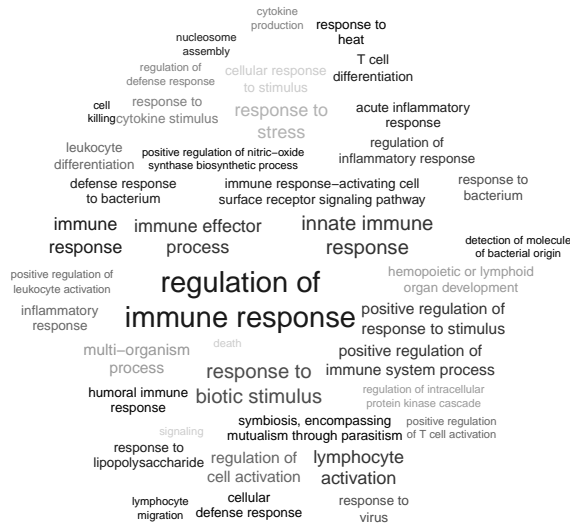 cytokine
production
response to
heat
nucleosome
assembly
T cell
differentiation
regulation of
defense response
cellular response
to stimulus
cell
killing
response to
cytokine stimulus
response to
stress
acute inflammatory
response
leukocyte
differentiation
positive regulation of nitric−oxide
synthase biosynthetic process
regulation of
inflammatory response
defense response
to bacterium
immune response−activating cell
surface receptor signaling pathway
response to
bacterium
immune
response
immune effector
process
innate immune
response
detection of molecule
of bacterial origin
positive regulation of
leukocyte activation
regulation of
immune response
hemopoietic or lymphoid
organ development
inflammatory
response
positive regulation of
response to stimulus
multi−organism
process
death
response to
biotic stimulus
positive regulation of
immune system process
humoral immune
response
regulation of intracellular
protein kinase cascade
signaling
symbiosis, encompassing
mutualism through parasitism
positive regulation
of T cell activation
response to
lipopolysaccharide
regulation of
cell activation
lymphocyte
activation
lymphocyte
migration
cellular
defense response
response to
virus